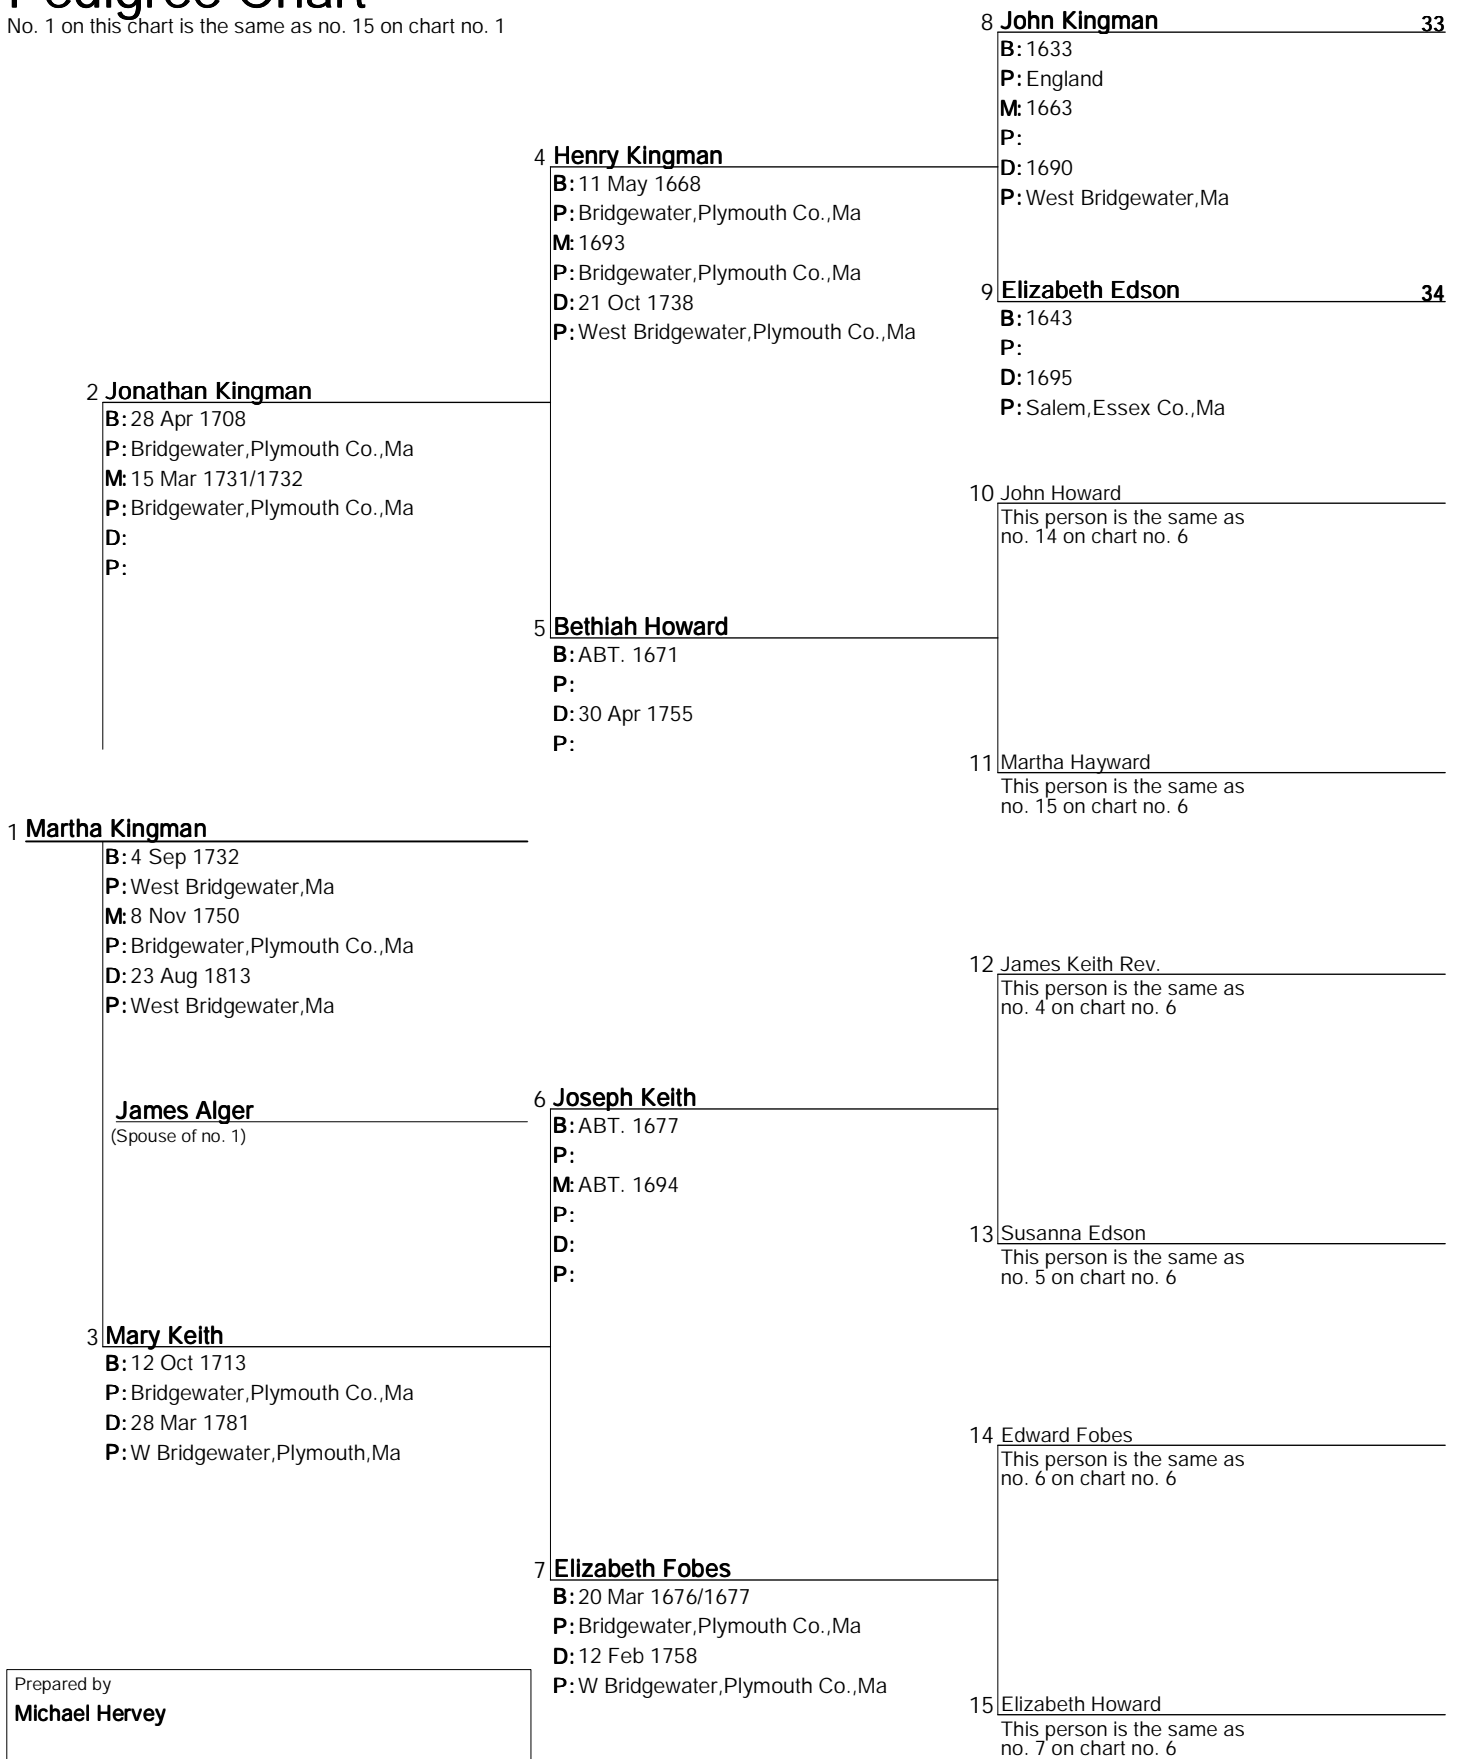 Pedigree Chart
No. 1 on this chart is the same as no. 15 on chart no. 1
8 John Kingman 33
B: 1633
P: England
M: 1663
P:
D: 1690
P: West Bridgewater,Ma
4 Henry Kingman
B: 11 May 1668
P: Bridgewater,Plymouth Co.,Ma
M: 1693
P: Bridgewater,Plymouth Co.,Ma
D: 21 Oct 1738
P: West Bridgewater,Plymouth Co.,Ma
9 Elizabeth Edson 34
B: 1643
P:
D: 1695
P: Salem,Essex Co.,Ma
2 Jonathan Kingman
B: 28 Apr 1708
P: Bridgewater,Plymouth Co.,Ma
M: 15 Mar 1731/1732
P: Bridgewater,Plymouth Co.,Ma
D:
P:
10 John Howard
This person is the same as
no. 14 on chart no. 6
5 Bethiah Howard
B: ABT. 1671
P:
D: 30 Apr 1755
P:
11 Martha Hayward
This person is the same as
no. 15 on chart no. 6
1 Martha Kingman
B: 4 Sep 1732
P: West Bridgewater,Ma
M: 8 Nov 1750
P: Bridgewater,Plymouth Co.,Ma
D: 23 Aug 1813
P: West Bridgewater,Ma
12 James Keith Rev.
This person is the same as
no. 4 on chart no. 6
James Alger
(Spouse of no. 1)
6 Joseph Keith
B: ABT. 1677
P:
M: ABT. 1694
P:
D:
P:
13 Susanna Edson
This person is the same as
no. 5 on chart no. 6
3 Mary Keith
B: 12 Oct 1713
P: Bridgewater,Plymouth Co.,Ma
D: 28 Mar 1781
P: W Bridgewater,Plymouth,Ma
14 Edward Fobes
This person is the same as
no. 6 on chart no. 6
7 Elizabeth Fobes
B: 20 Mar 1676/1677
P: Bridgewater,Plymouth Co.,Ma
D: 12 Feb 1758
P: W Bridgewater,Plymouth Co.,Ma
15 Elizabeth Howard
This person is the same as
no. 7 on chart no. 6
Prepared by
Michael Hervey